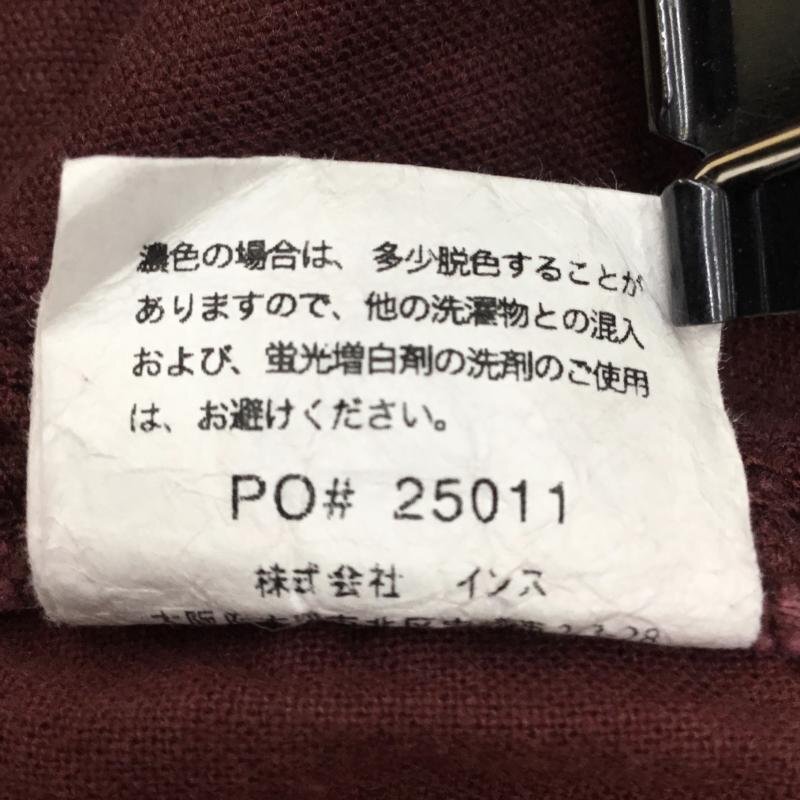 濃色の場合は、多少脱色することが
ありますので、他の洗濯物との混入
および、蛍光増白剤の洗剤のご使用
は、お避けください。
PO# 25011
株式会社 インス
2-3-28